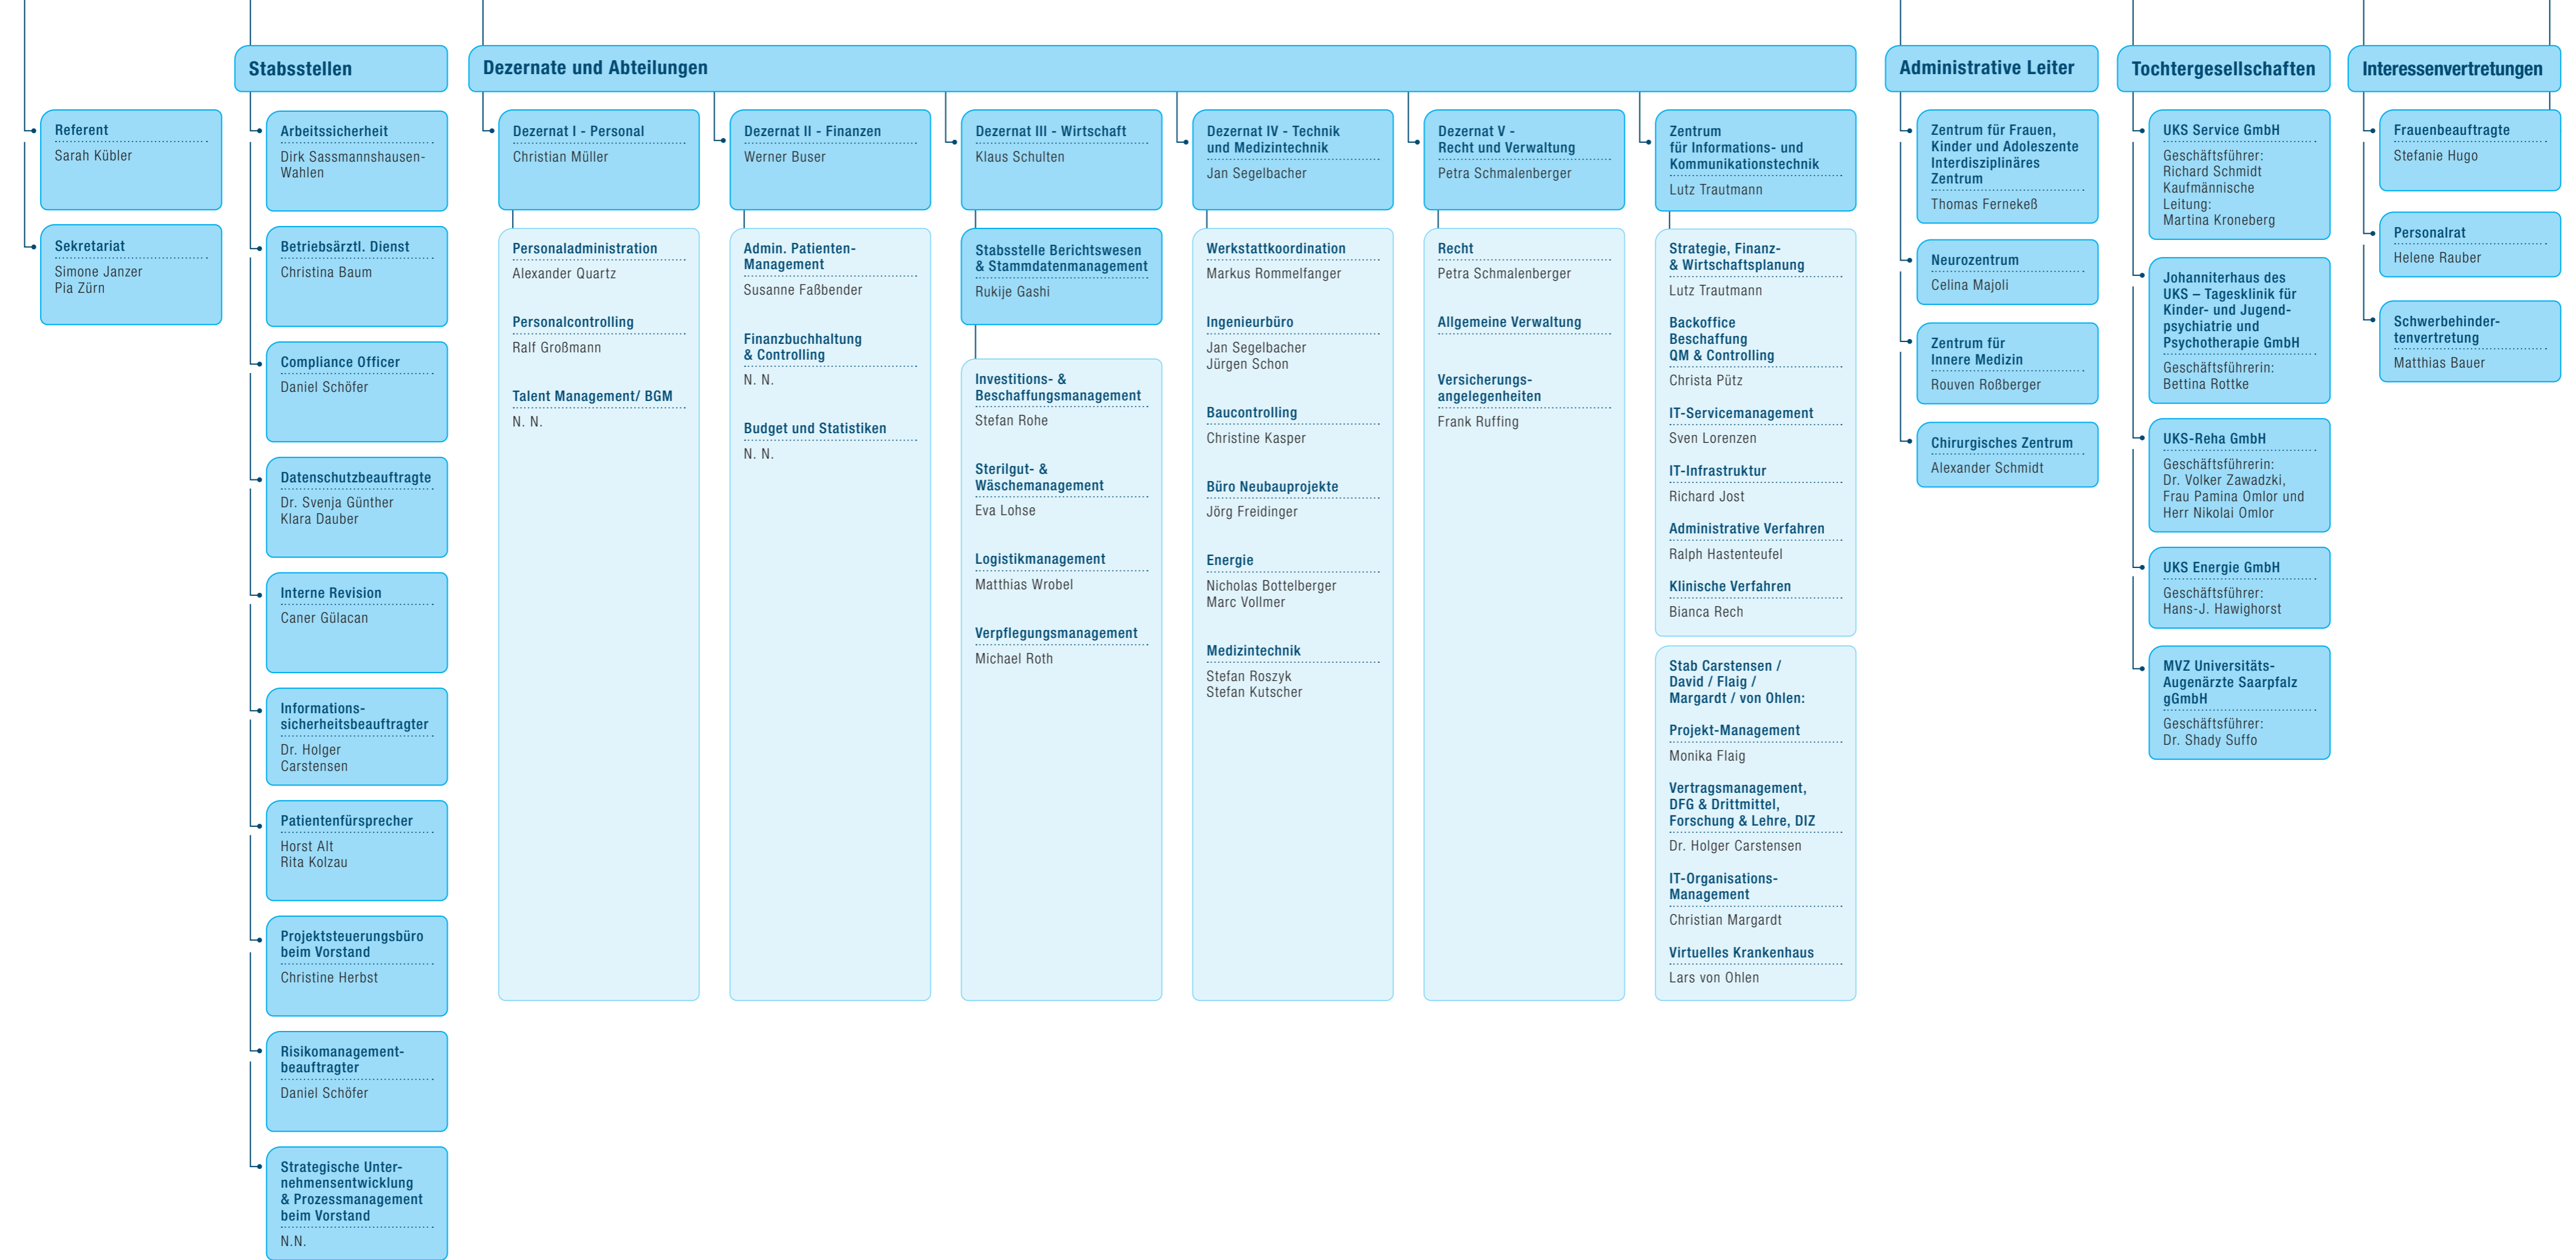 Referent
Sarah Kübler
Sekretariat
Simone Janzer
Pia Zürn
Stabsstellen
Arbeitssicherheit
Dirk Sassmannshausen-
Wahlen
Betriebsärztl. Dienst
Christina Baum
Compliance Officer
Daniel Schöfer
Datenschutzbeauftragte
Dr. Svenja Günther
Klara Dauber
Interne Revision
Caner Gülacan
Informations-
sicherheitsbeauftragter
Dr. Holger
Carstensen
Patientenfürsprecher
Horst Alt
Rita Kolzau
Projektsteuerungsbüro
beim Vorstand
Christine Herbst
Risikomanagement-
beauftragter
Daniel Schöfer
Strategische Unter-
nehmensentwicklung
& Prozessmanagement
beim Vorstand
N.N.
Dezernate und Abteilungen
Dezernat I - Personal
Christian Müller
Personaladministration
Alexander Quartz
Personalcontrolling
Ralf Großmann
Talent Management/ BGM
N. N.
Dezernat II - Finanzen
Werner Buser
Admin. Patienten-
Management
Susanne Faßbender
Finanzbuchhaltung
& Controlling
N. N.
Budget und Statistiken
N. N.
Dezernat III - Wirtschaft
Klaus Schulten
Stabsstelle Berichtswesen
& Stammdatenmanagement
Rukije Gashi
Investitions- &
Beschaffungsmanagement
Stefan Rohe
Sterilgut- &
Wäschemanagement
Eva Lohse
Logistikmanagement
Matthias Wrobel
Verpflegungsmanagement
Michael Roth
Dezernat IV - Technik
und Medizintechnik
Jan Segelbacher
Werkstattkoordination
Markus Rommelfanger
Ingenieurbüro
Jan Segelbacher
Jürgen Schon
Baucontrolling
Christine Kasper
Büro Neubauprojekte
Jörg Freidinger
Energie
Nicholas Bottelberger
Marc Vollmer
Medizintechnik
Stefan Roszyk
Stefan Kutscher
Dezernat V -
Recht und Verwaltung
Petra Schmalenberger
Recht
Petra Schmalenberger
Allgemeine Verwaltung
Versicherungs-
angelegenheiten
Frank Ruffing
Zentrum
für Informations- und
Kommunikationstechnik
Lutz Trautmann
Strategie, Finanz-
& Wirtschaftsplanung
Lutz Trautmann
Backoffice
Beschaffung
QM & Controlling
Christa Pütz
IT-Servicemanagement
Sven Lorenzen
IT-Infrastruktur
Richard Jost
Administrative Verfahren
Ralph Hastenteufel
Klinische Verfahren
Bianca Rech
Stab Carstensen /
David / Flaig /
Margardt / von Ohlen:
Projekt-Management
Monika Flaig
Vertragsmanagement,
DFG & Drittmittel,
Forschung & Lehre, DIZ
Dr. Holger Carstensen
IT-Organisations-
Management
Christian Margardt
Virtuelles Krankenhaus
Lars von Ohlen
Administrative Leiter
Zentrum für Frauen,
Kinder und Adoleszente
Interdisziplinäres
Zentrum
Thomas Fernekeß
Neurozentrum
Celina Majoli
Zentrum für
Innere Medizin
Rouven Roßberger
Chirurgisches Zentrum
Alexander Schmidt
Tochtergesellschaften
UKS Service GmbH
Geschäftsführer:
Richard Schmidt
Kaufmännische
Leitung:
Martina Kroneberg
Johanniterhaus des
UKS – Tagesklinik für
Kinder- und Jugend-
psychiatrie und
Psychotherapie GmbH
Geschäftsführerin:
Bettina Rottke
UKS-Reha GmbH
Geschäftsführerin:
Dr. Volker Zawadzki,
Frau Pamina Omlor und
Herr Nikolai Omlor
UKS Energie GmbH
Geschäftsführer:
Hans-J. Hawighorst
MVZ Universitäts-
Augenärzte Saarpfalz
gGmbH
Geschäftsführer:
Dr. Shady Suffo
Interessenvertretungen
Frauenbeauftragte
Stefanie Hugo
Personalrat
Helene Rauber
Schwerbehinder-
tenvertretung
Matthias Bauer